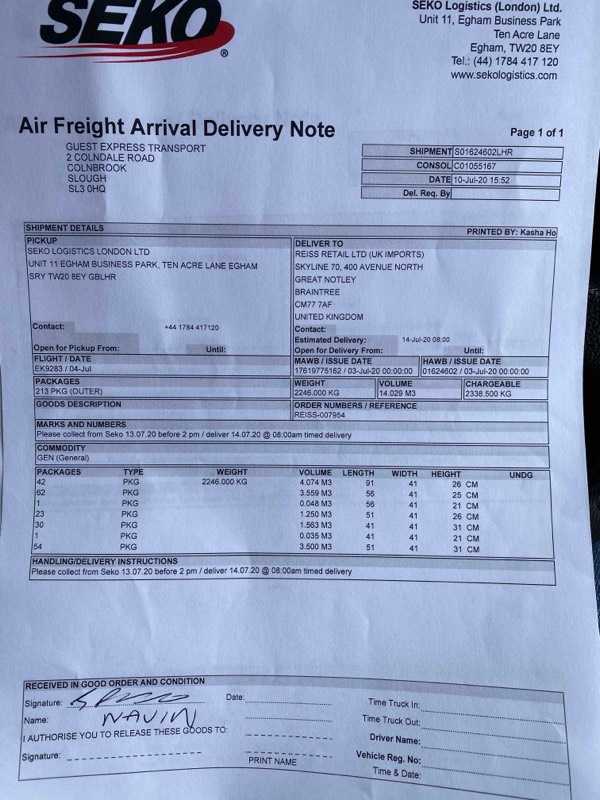 SEKO®
SEKO Logistics (London) Ltd.
Unit 11, Egham Business Park
Ten Acre Lane
Egham, TW20 8EY
Tel.: (44) 1784 417 120
www.sekologistics.com
Air Freight Arrival Delivery Note
Page 1 of 1
GUEST EXPRESS TRANSPORT
2 COLNDALE ROAD
COLNBROOK
SLOUGH
SL3 0HQ
SHIPMENT S01624602LHR
CONSOL C01055167
DATE 10-Jul-20 15:52
Del. Req. By
SHIPMENT DETAILS
PRINTED BY: Kasha Ho
PICKUP
SEKO LOGISTICS LONDON LTD
UNIT 11 EGHAM BUSINESS PARK, TEN ACRE LANE EGHAM
SRY TW20 8EY GBLHR
Contact: +44 1784 417120
Open for Pickup From: Until:
DELIVER TO
REISS RETAIL LTD (UK IMPORTS)
SKYLINE 70, 400 AVENUE NORTH
GREAT NOTLEY
BRAINTREE
CM77 7AF
UNITED KINGDOM
Contact:
Estimated Delivery: 14-Jul-20 08:00
Open for Delivery From: Until:
FLIGHT / DATE
EK9283 / 04-Jul
MAWB / ISSUE DATE
17619775162 / 03-Jul-20 00:00:00
HAWB / ISSUE DATE
01624602 / 03-Jul-20 00:00:00
PACKAGES
213 PKG (OUTER)
WEIGHT
2246.000 KG
VOLUME
14.029 M3
CHARGEABLE
2338.500 KG
GOODS DESCRIPTION
ORDER NUMBERS / REFERENCE
REISS-007954
MARKS AND NUMBERS
Please collect from Seko 13.07.20 before 2 pm / deliver 14.07.20 @ 08:00am timed delivery
COMMODITY
GEN (General)
PACKAGES TYPE WEIGHT VOLUME LENGTH WIDTH HEIGHT UNDG
42 PKG 2246.000 KG 4.074 M3 91 41 26 CM
62 PKG 3.559 M3 56 41 25 CM
1 PKG 0.048 M3 56 41 21 CM
23 PKG 1.250 M3 51 41 26 CM
30 PKG 1.563 M3 41 41 31 CM
1 PKG 0.035 M3 41 41 21 CM
54 PKG 3.500 M3 51 41 31 CM
HANDLING/DELIVERY INSTRUCTIONS
Please collect from Seko 13.07.20 before 2 pm / deliver 14.07.20 @ 08:00am timed delivery
RECEIVED IN GOOD ORDER AND CONDITION
Signature: Date: Time Truck In:
Name: NAVIN Time Truck Out:
I AUTHORISE YOU TO RELEASE THESE GOODS TO: Driver Name:
Signature: Vehicle Reg. No:
PRINT NAME Time & Date: